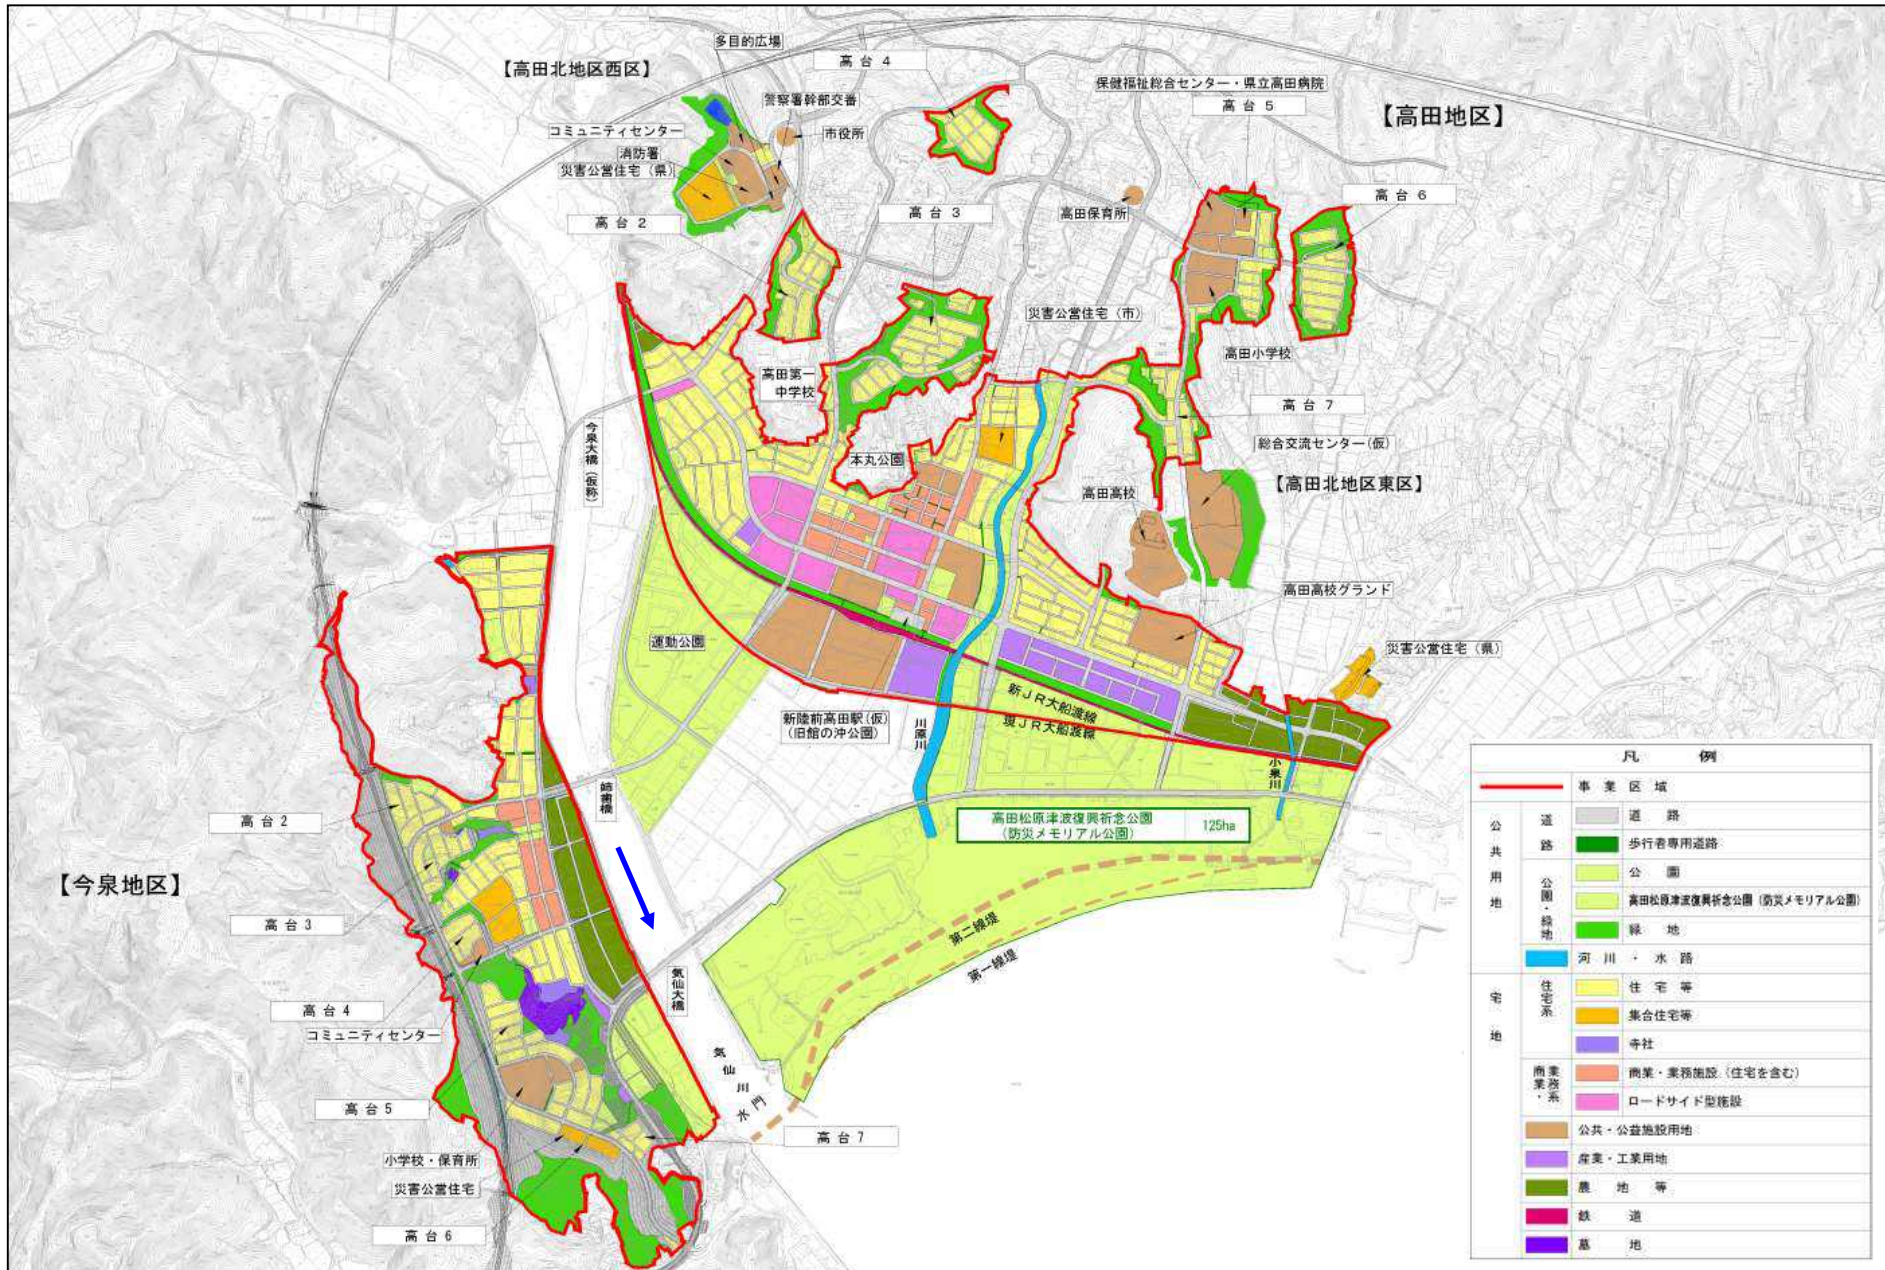 多目的広場
【高田北地区西区】
高台 4
保健福祉総合センター・県立高田病院
高台 5
【高田地区】
警察署幹部交番
コミュニティセンター
市役所
消防署
災害公営住宅（県）
高台 2
高台 3
高田保育所
高台 6
災害公営住宅（市）
高田小学校
高田第一
中学校
高台 7
今泉大橋（仮称）
本丸公園
総合交流センター(仮)
高田高校
【高田北地区東区】
高田高校グランド
運動公園
災害公営住宅（県）
新ＪＲ大船渡線
現ＪＲ大船渡線
新陸前高田駅(仮)
(旧館の沖公園)
川原川
小泉川
姉歯橋
高台 2
高田松原津波復興祈念公園
(防災メモリアル公園)
125ha
【今泉地区】
高台 3
第二線堤
第一線堤
気仙大橋
高台 4
コミュニティセンター
気仙川水門
高台 5
高台 7
小学校・保育所
災害公営住宅
高台 6
凡 例
事業区域
公共用地
道路
道路
歩行者専用道路
公園・緑地
公園
高田松原津波復興祈念公園（防災メモリアル公園）
緑地
河川・水路
宅地
住宅系
住宅等
集合住宅等
寺社
商業・業務系
商業・業務施設（住宅を含む）
ロードサイド型施設
公共・公益施設用地
産業・工業用地
農地等
鉄道
墓地